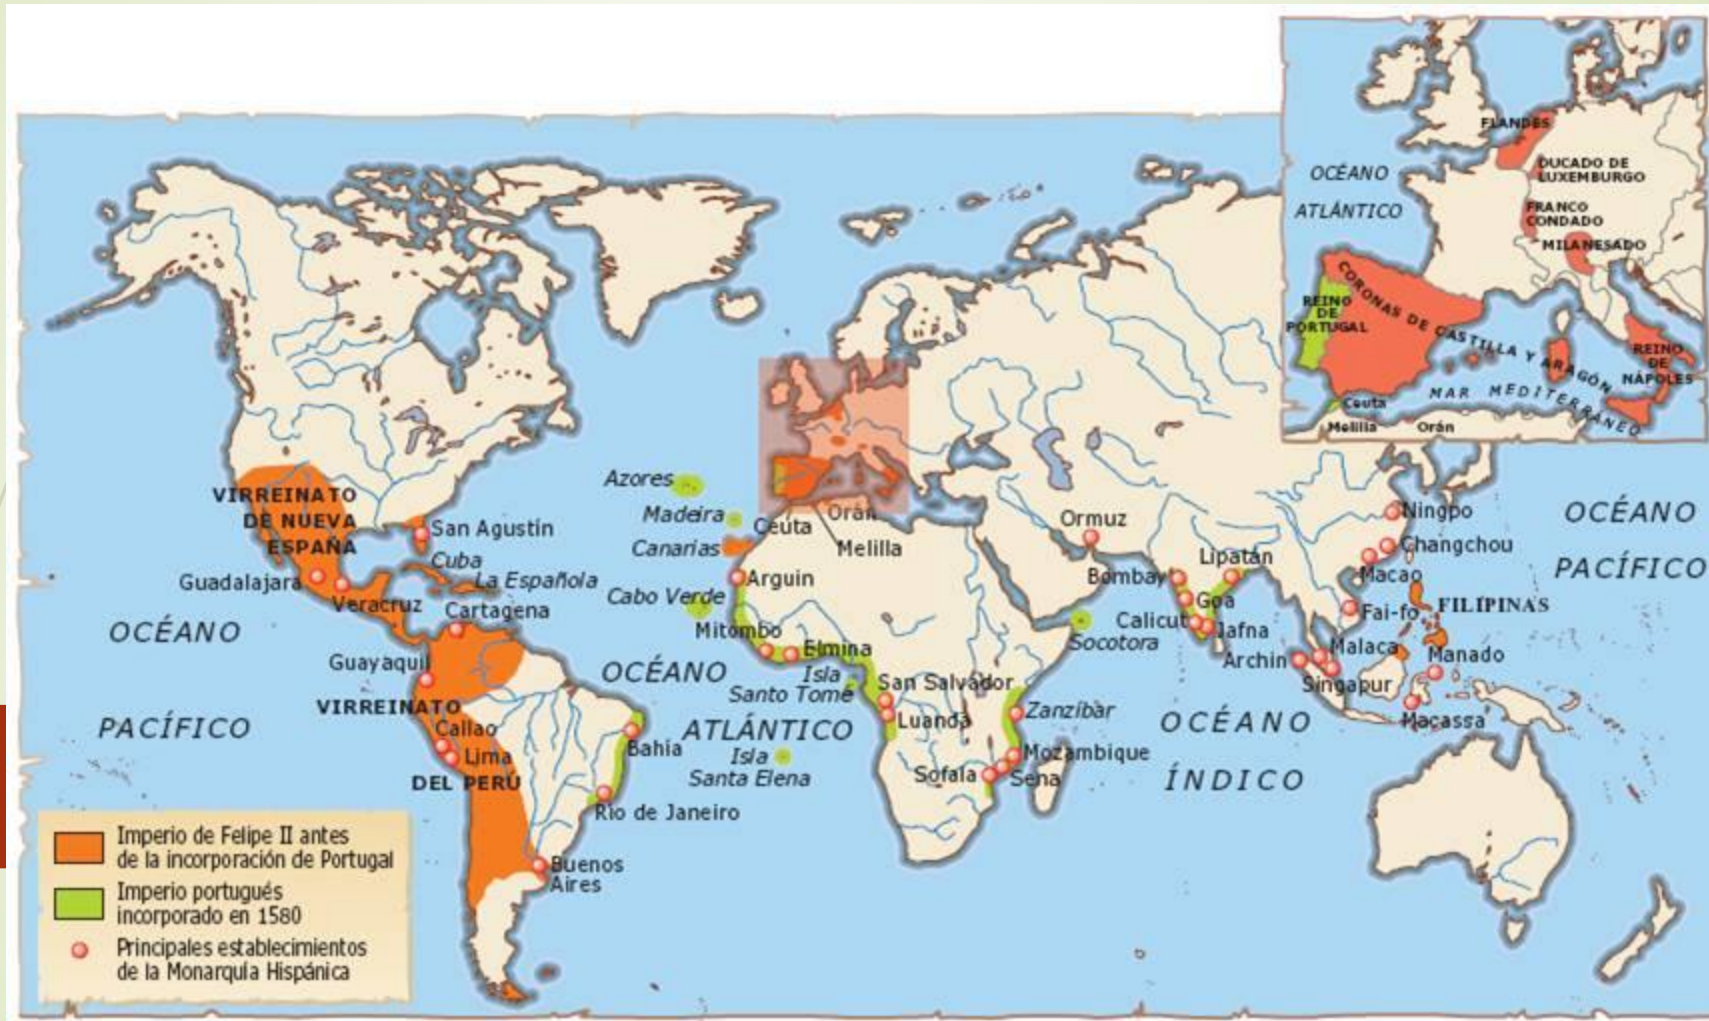 FLANDES
OCÉANO
ATLÁNTICO
DUCADO DE
LUXEMBURGO
FRANCO
CONDADO
MILANESADO
CORONAS DE CASTILLA Y ARAGÓN
REINO
DE
PORTUGAL
REINO
DE
NÁPOLES
MAR MEDITERRÁNEO
Ceuta
Melilla
Orán
VIRREINATO
DE NUEVA
ESPAÑA
San Agustín
Cuba
La Española
Guadalajara
Veracruz
Cartagena
OCÉANO
PACÍFICO
Guayaquil
VIRREINATO
DEL PERÚ
Callao
Lima
Bahía
Río de Janeiro
Buenos
Aires
Azores
Madeira
Canarias
Cabo Verde
Ceuta
Orán
Melilla
Arguin
Mitombo
Elmina
Isla
Santo Tomé
OCÉANO
ATLÁNTICO
Isla
Santa Elena
San Salvador
Luanda
Zanzíbar
Mozambique
Sena
Sofala
Ormuz
Socotora
Bombay
Lipatán
Goa
Calicut
Jafna
Archin
Malaca
Singapur
Ningpo
Changchou
Macao
Fai-fo
FILIPINAS
Manado
Macassa
OCÉANO
PACÍFICO
OCÉANO
ÍNDICO
Imperio de Felipe II antes
de la incorporación de Portugal
Imperio portugués
incorporado en 1580
Principales establecimientos
de la Monarquía Hispánica